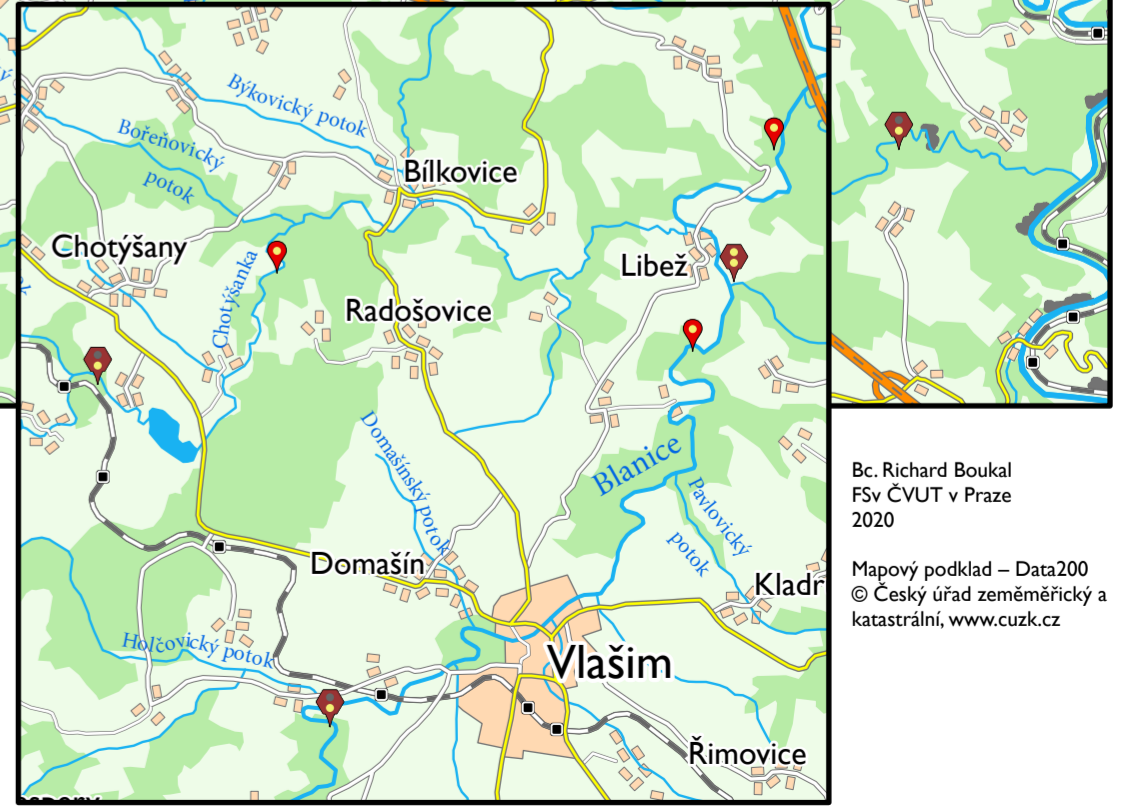 Býkovický potok
Bořeňovický
potok
Bílkovice
Chotýšany
Chotýšanka
Libež
Radošovice
Domašínský potok
Blanice
Pavlovický
potok
Domašín
Kladr
Holčovický potok
Vlašim
Římovice
Bc. Richard Boukal
FSv ČVUT v Praze
2020
Mapový podklad – Data200
© Český úřad zeměměřický a
katastrální, www.cuzk.cz